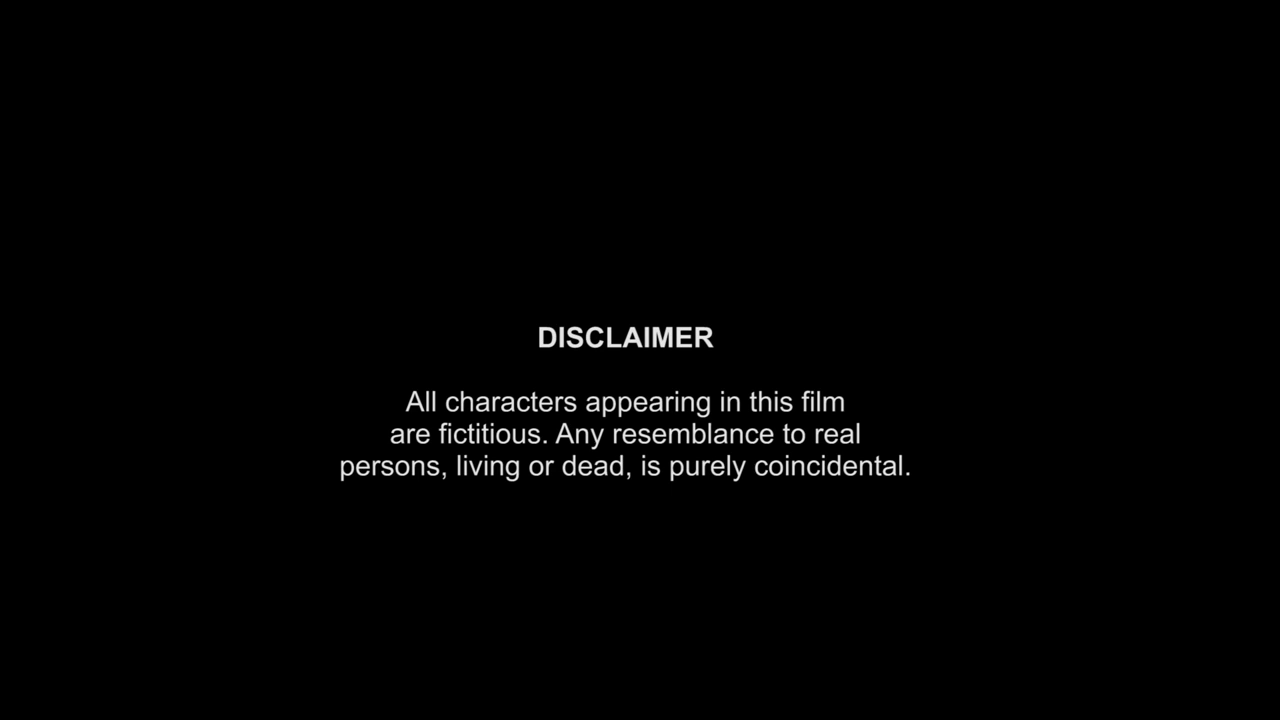 DISCLAIMER
All characters appearing in this film
are fictitious. Any resemblance to real
persons, living or dead, is purely coincidental.